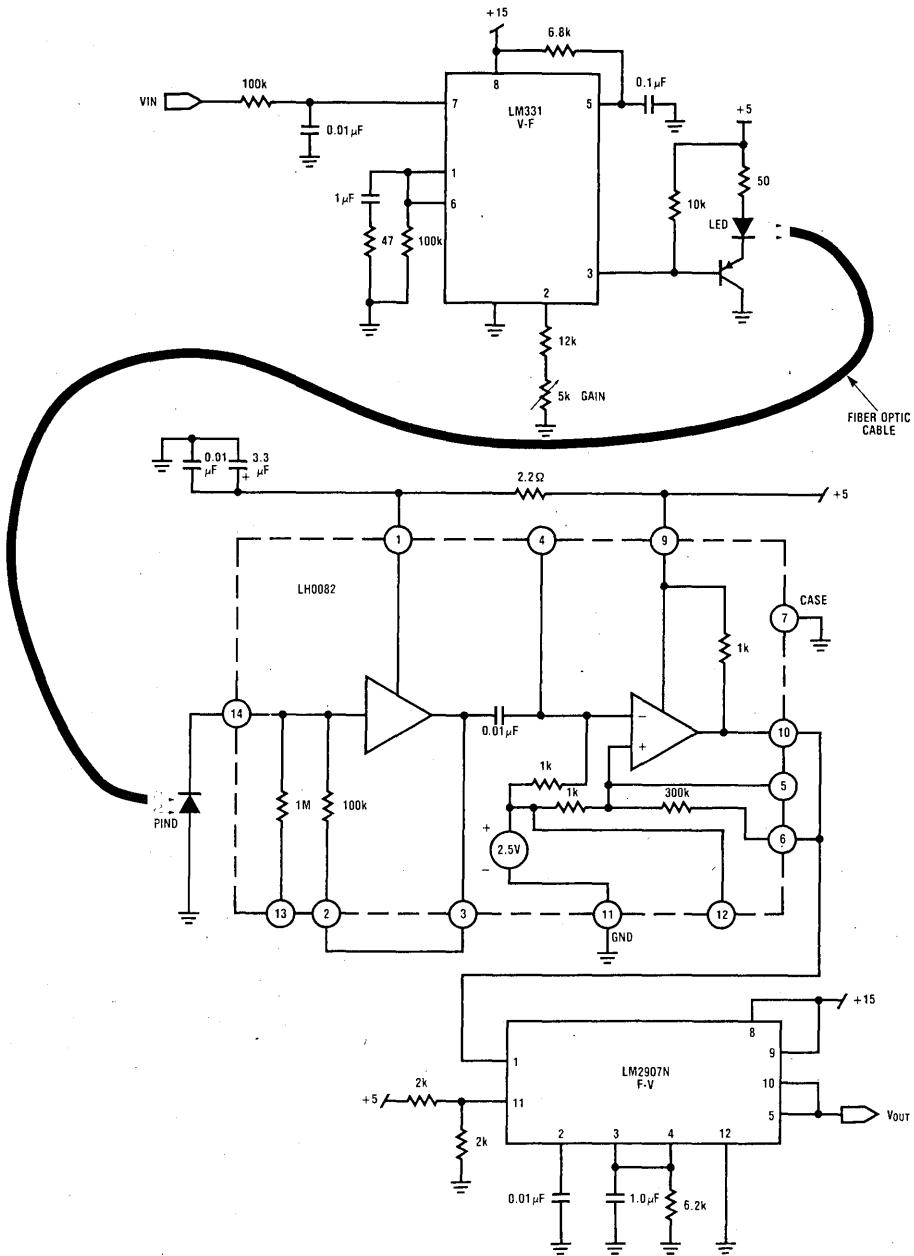 +15
6.8k
100k
VIN
8
LM331
V-F
7
5
0.1μF
0.01μF
+5
50
1
1μF
6
10k
LED
47
100k
3
2
12k
5k GAIN
FIBER OPTIC
CABLE
0.01
μF
3.3
μF
+
2.2Ω
+5
1
4
9
LH0082
CASE
7
1k
14
0.01μF
−
+
10
1k
5
1M
100k
1k
300k
PIND
+
2.5V
−
6
13
2
3
11
GND
12
+15
8
1
LM2907N
F-V
9
2k
+5
11
10
5
VOUT
2
3
4
12
2k
0.01μF
1.0μF
6.2k